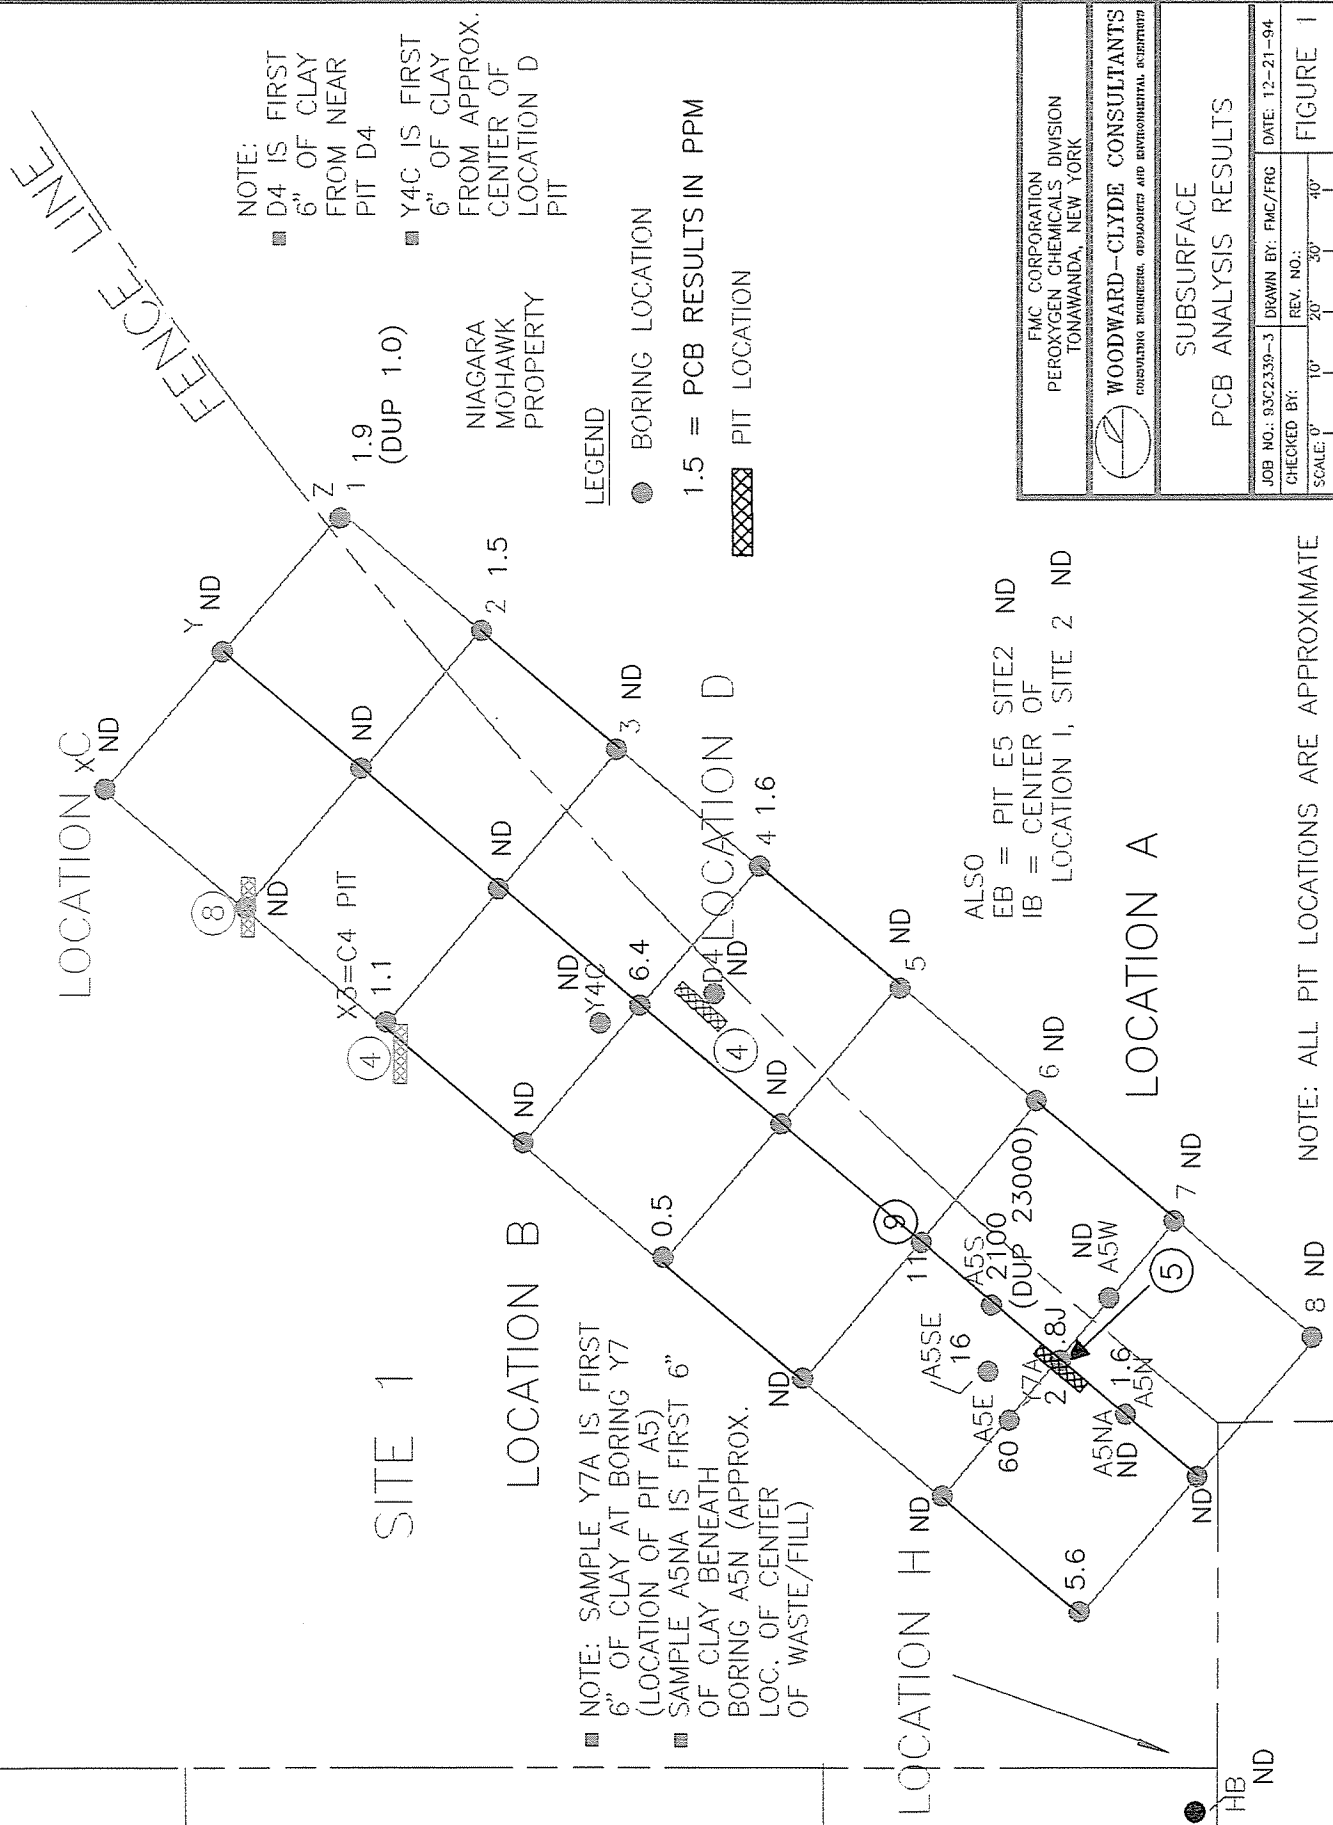 FENCE LINE
NOTE:
■ D4 IS FIRST
6" OF CLAY
FROM NEAR
PIT D4
■ Y4C IS FIRST
6" OF CLAY
FROM APPROX.
CENTER OF
LOCATION D
PIT
NIAGARA
MOHAWK
PROPERTY
LEGEND
BORING LOCATION
1.5 = PCB RESULTS IN PPM
PIT LOCATION
LOCATION C
X
ND
Y
ND
Z
1
1.9
(DUP 1.0)
8
ND
ND
2 1.5
X3=C4 PIT
4
1.1
ND
3 ND
LOCATION D
ND
ND
Y4C
6.4
4 1.6
D4
ND
4
0.5
ND
5 ND
ND
9
11
6 ND
SITE 1
LOCATION B
■ NOTE: SAMPLE Y7A IS FIRST
6" OF CLAY AT BORING Y7
(LOCATION OF PIT A5)
■ SAMPLE A5NA IS FIRST 6"
OF CLAY BENEATH
BORING A5N (APPROX.
LOC. OF CENTER
OF WASTE/FILL)
A5S
2100
(DUP 23000)
A5SE
16
A5E
60
Y7A
2
.8J
ND
A5W
7 ND
5
1.6
A5N
A5NA
ND
ND
5.6
ND
8 ND
LOCATION H
HB
ND
LOCATION A
ALSO
EB = PIT E5 SITE2 ND
IB = CENTER OF
LOCATION I, SITE 2 ND
NOTE: ALL PIT LOCATIONS ARE APPROXIMATE
FMC CORPORATION
PEROXYGEN CHEMICALS DIVISION
TONAWANDA, NEW YORK
WOODWARD-CLYDE CONSULTANTS
CONSULTING ENGINEERS, GEOLOGISTS AND ENVIRONMENTAL SCIENTISTS
SUBSURFACE
PCB ANALYSIS RESULTS
JOB NO.: 93C2339-3 DRAWN BY: FMC/FRG DATE: 12-21-94
CHECKED BY: REV. NO.: FIGURE 1
SCALE: 0' 10' 20' 30' 40'